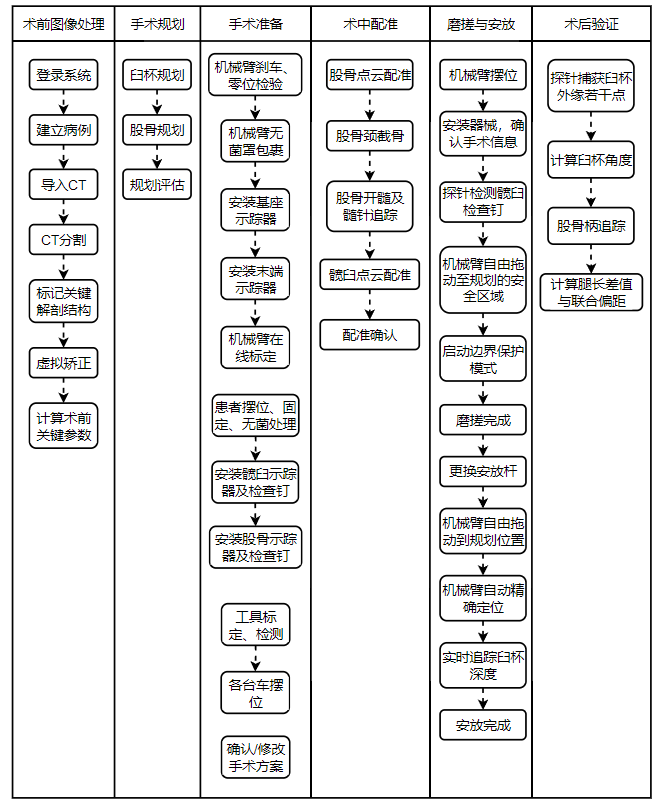 术前图像处理
手术规划
手术准备
术中配准
磨搓与安放
术后验证
登录系统
建立病例
导入CT
CT分割
标记关键
解剖结构
虚拟矫正
计算术前
关键参数
臼杯规划
股骨规划
规划评估
机械臂刹车、
零位检验
机械臂无
菌罩包裹
安装基座
示踪器
安装末端
示踪器
机械臂在
线标定
患者摆位、固
定、无菌处理
安装髋臼示踪
器及检查钉
安装股骨示踪
器及检查钉
工具标
定、检测
各台车摆
位
确认/修改
手术方案
股骨点云配准
股骨颈截骨
股骨开髓及
髓针追踪
髋臼点云配准
配准确认
机械臂摆位
安装器械，确
认手术信息
探针检测髋臼
检查钉
机械臂自由拖
动至规划的安
全区域
启动边界保护
模式
磨搓完成
更换安放杆
机械臂自由拖
动到规划位置
机械臂自动精
确定位
实时追踪臼杯
深度
安放完成
探针捕获臼杯
外缘若干点
计算臼杯角度
股骨柄追踪
计算腿长差值
与联合偏距